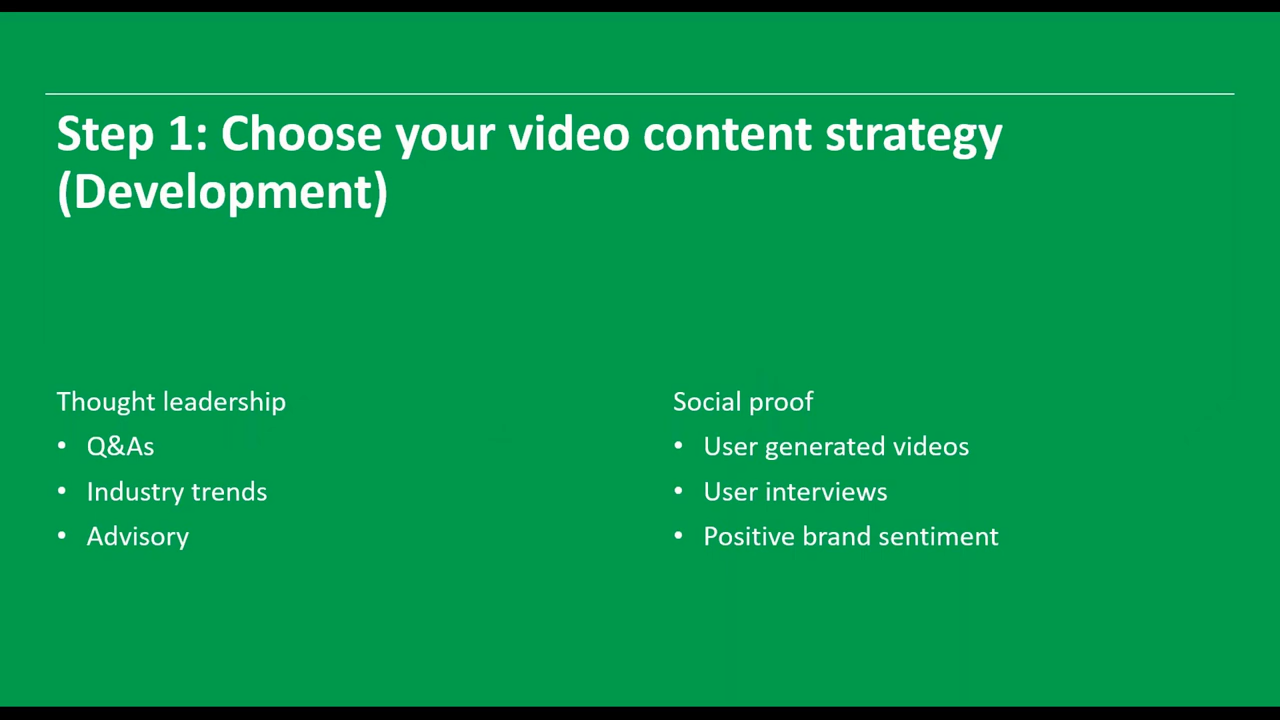 Step 1: Choose your video content strategy
(Development)
Thought leadership
• Q&As
• Industry trends
• Advisory
Social proof
• User generated videos
• User interviews
• Positive brand sentiment